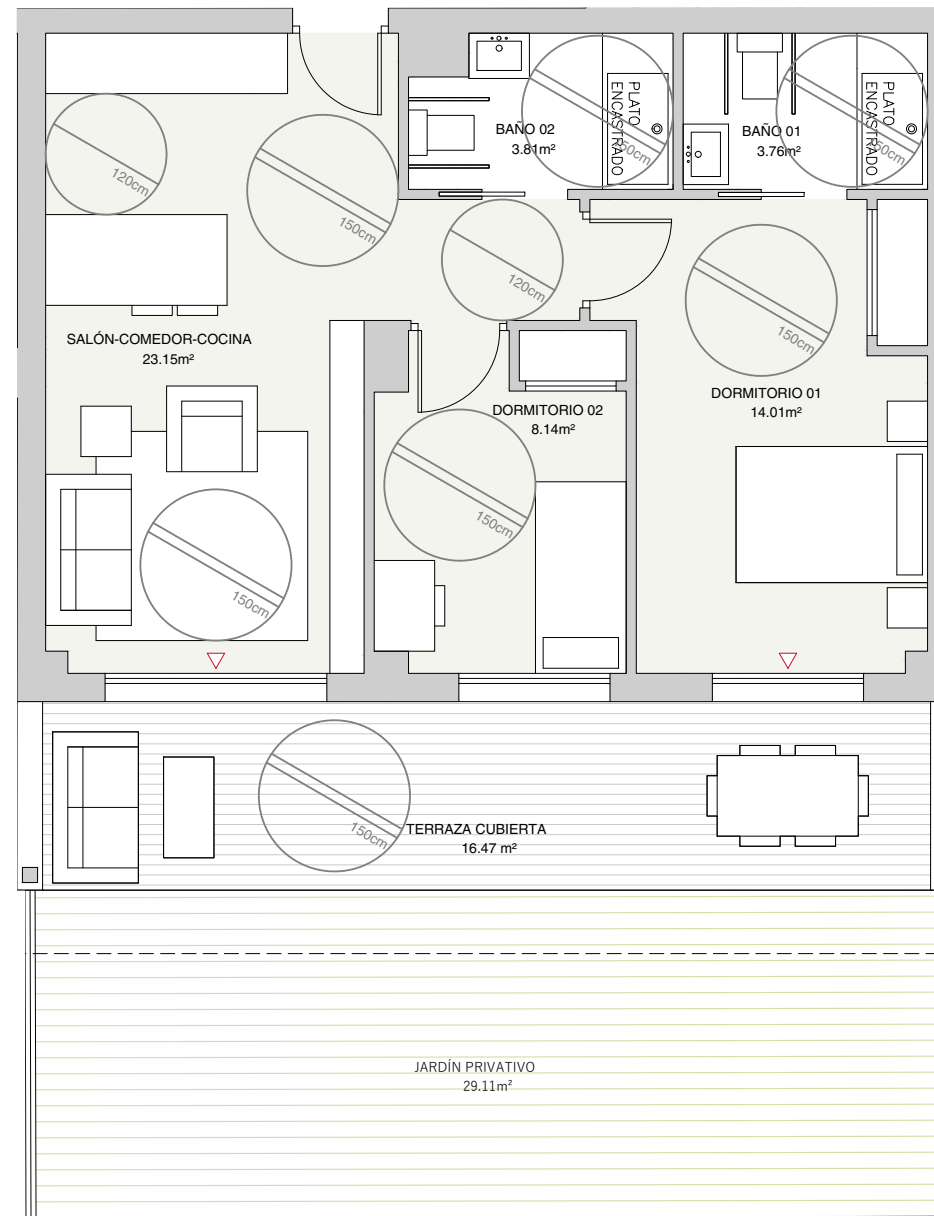 BAÑO 02
3.81m²
PLATO
ENCASTRADO
150cm
BAÑO 01
3.76m²
PLATO
ENCASTRADO
150cm
120cm
150cm
120cm
150cm
SALÓN-COMEDOR-COCINA
23.15m²
DORMITORIO 01
14.01m²
DORMITORIO 02
8.14m²
150cm
150cm
150cm
TERRAZA CUBIERTA
16.47 m²
JARDÍN PRIVATIVO
29.11m²